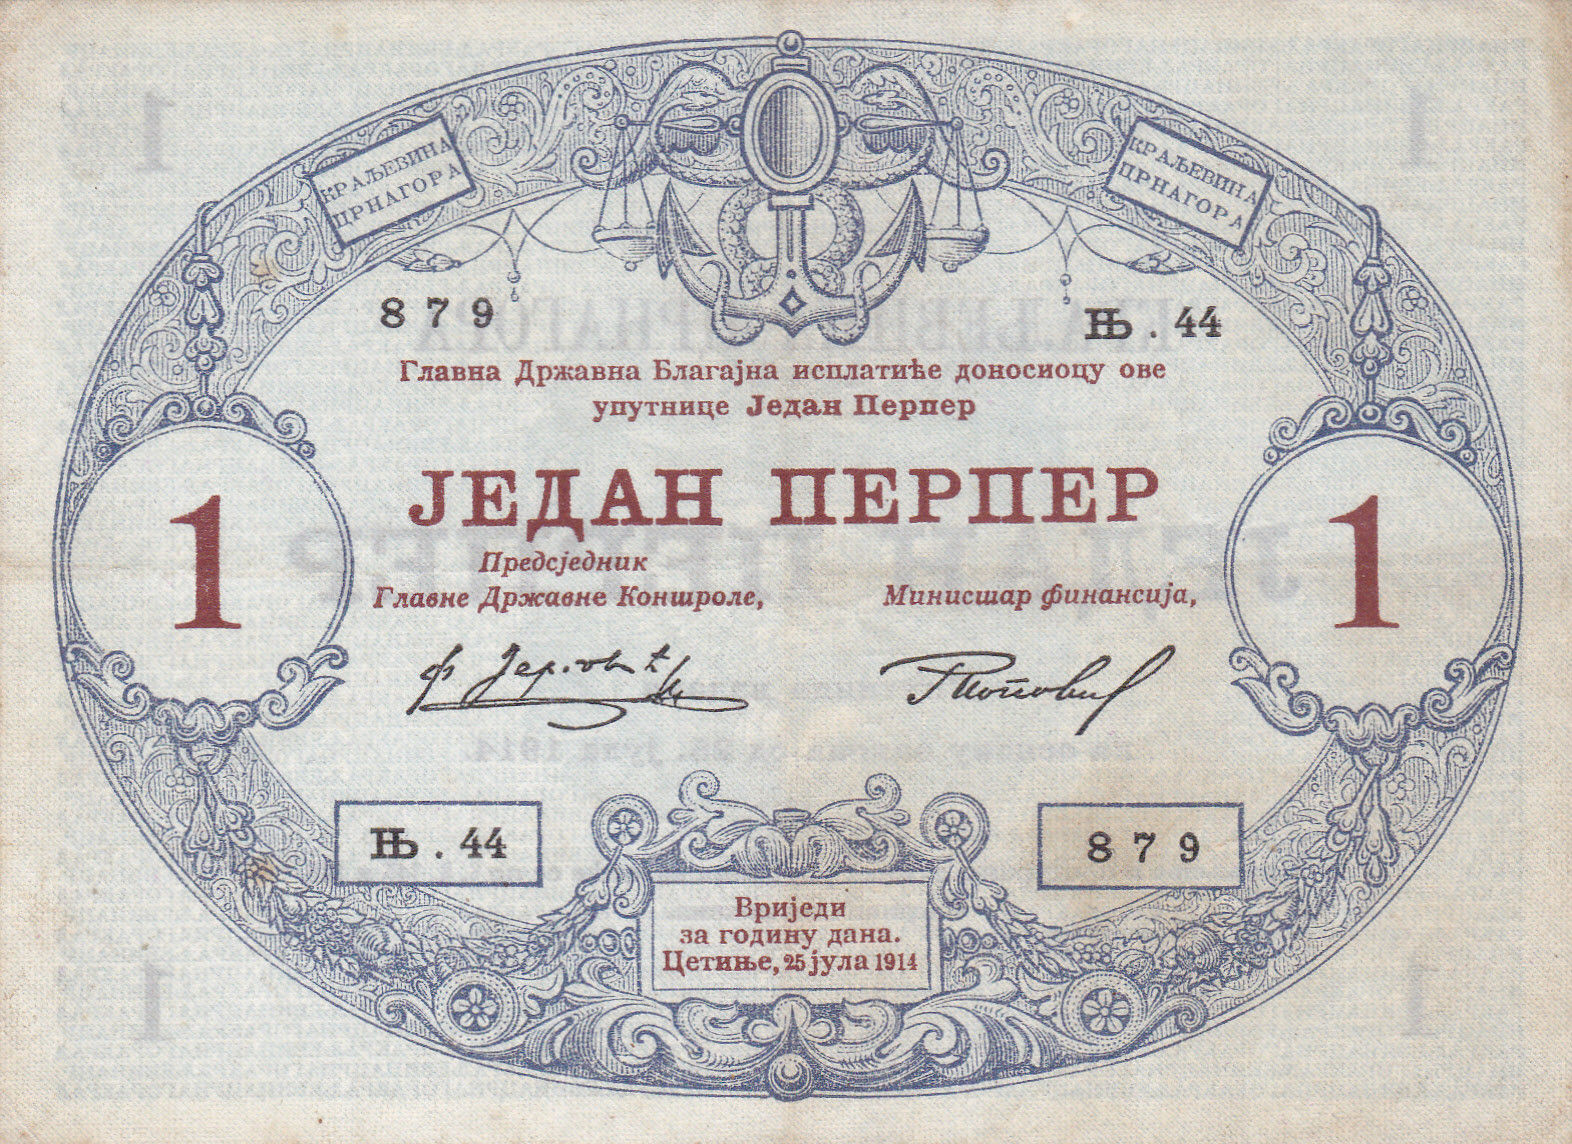 КРАЉЕВИНА
ЦРНАГОРА
КРАЉЕВИНА
ЦРНАГОРА
879
Њ. 44
Главна Државна Благајна исплатиће доносиоцу ове
упутнице Један Перпер
ЈЕДАН ПЕРПЕР
1
1
Предсједник
Главне Државне Контроле,
Министар финансија,
Њ. 44
879
Вриједи
за годину дана.
Цетиње, 25 јула 1914